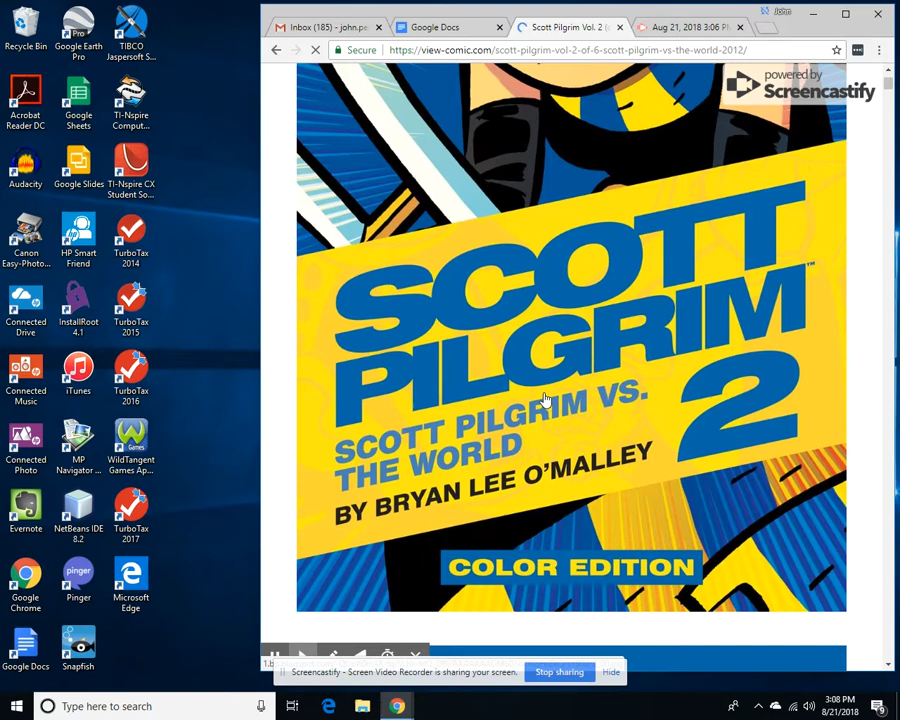 Recycle Bin
Google Earth Pro
TIBCO Jaspersoft S...
Acrobat Reader DC
Google Sheets
TI-Nspire Comput...
Audacity
Google Slides
TI-Nspire CX Student So...
Canon Easy-Photo...
HP Smart Friend
TurboTax 2014
Connected Drive
InstallRoot 4.1
TurboTax 2015
Connected Music
iTunes
TurboTax 2016
Connected Photo
MP Navigator ...
WildTangent Games Ap...
Evernote
NetBeans IDE 8.2
TurboTax 2017
Google Chrome
Pinger
Microsoft Edge
Google Docs
Snapfish
John
Inbox (185) - john.pe
Google Docs
Scott Pilgrim Vol. 2 (
Aug 21, 2018 3:06 P
Secure
https://view-comic.com/scott-pilgrim-vol-2-of-6-scott-pilgrim-vs-the-world-2012/
powered by
Screencastify
SCOTT
PILGRIM™
2
SCOTT PILGRIM VS.
THE WORLD
BY BRYAN LEE O'MALLEY
COLOR EDITION
Screencastify - Screen Video Recorder is sharing your screen.
Stop sharing
Hide
Type here to search
3:08 PM
8/21/2018
9